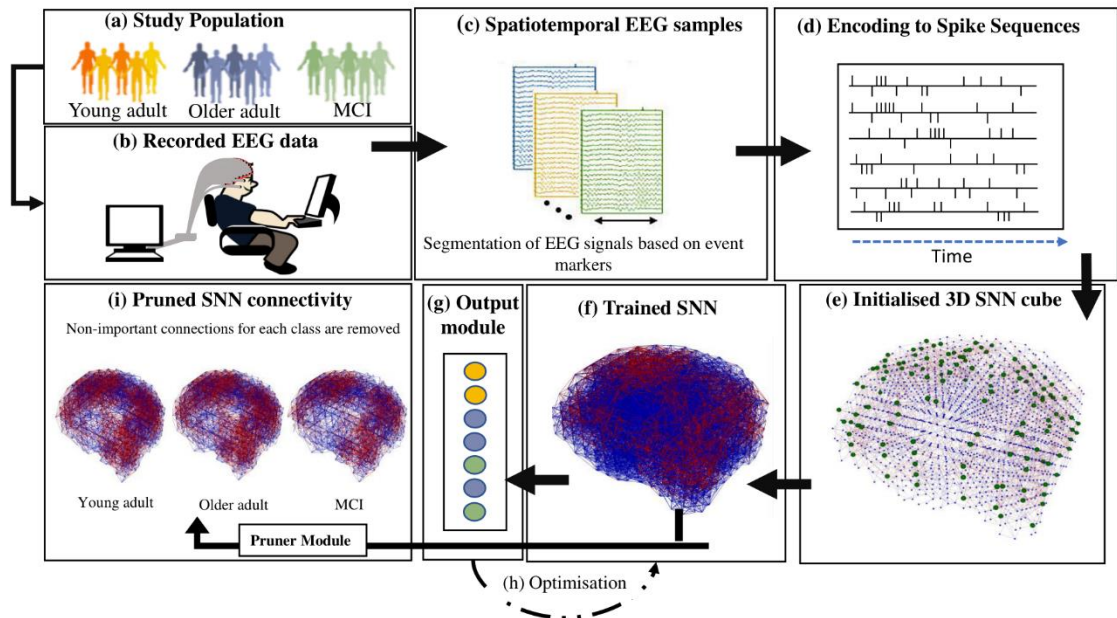 (a) Study Population
Young adult
Older adult
MCI
(b) Recorded EEG data
(c) Spatiotemporal EEG samples
Segmentation of EEG signals based on event
markers
(d) Encoding to Spike Sequences
Time
(e) Initialised 3D SNN cube
(f) Trained SNN
(g) Output
module
(h) Optimisation
(i) Pruned SNN connectivity
Non-important connections for each class are removed
Young adult
Older adult
MCI
Pruner Module